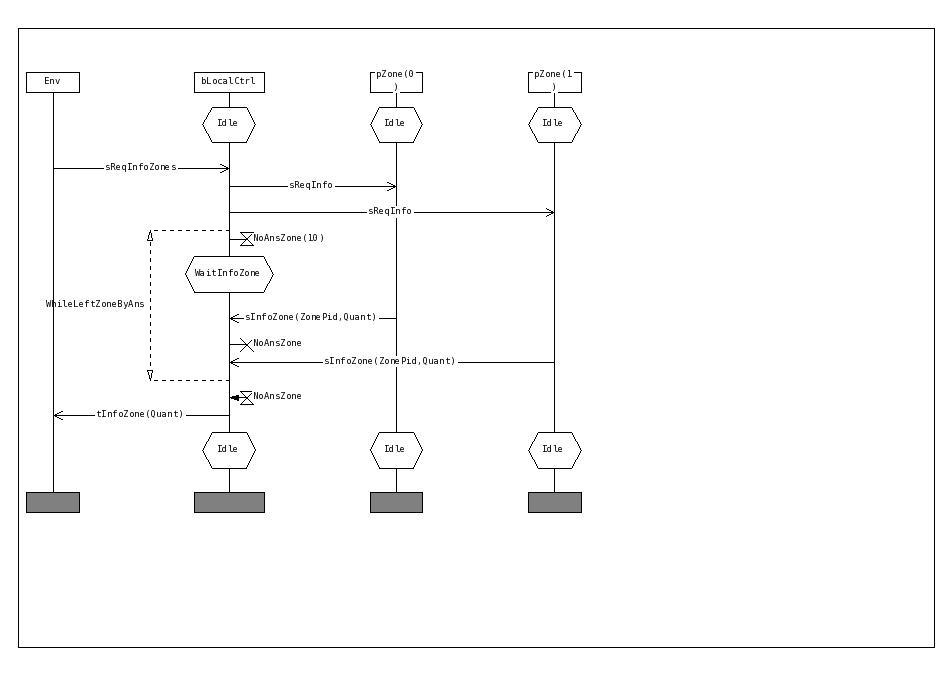 Env
bLocalCtrl
pZone(0
)
pZone(1
)
Idle
Idle
Idle
sReqInfoZones
sReqInfo
sReqInfo
NoAnsZone(10)
WaitInfoZone
WhileLeftZoneByAns
sInfoZone(ZonePid,Quant)
NoAnsZone
sInfoZone(ZonePid,Quant)
NoAnsZone
tInfoZone(Quant)
Idle
Idle
Idle